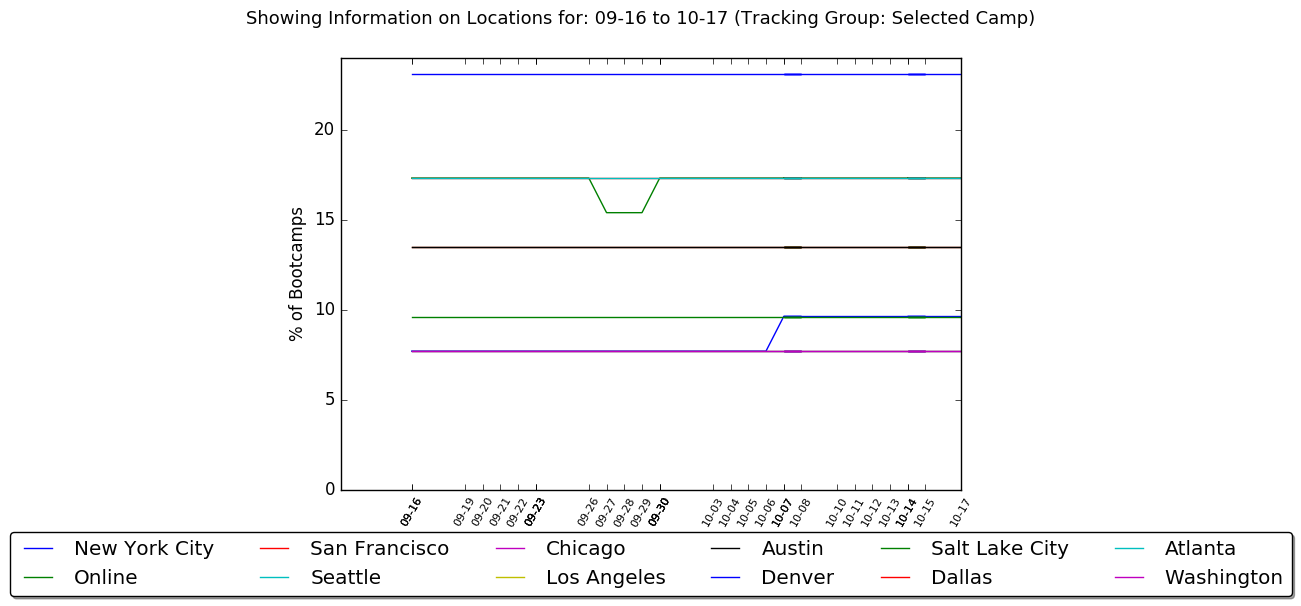 Showing Information on Locations for: 09-16 to 10-17 (Tracking Group: Selected Camp)
% of Bootcamps
20
15
10
5
0
09-16 09-19 09-20 09-21 09-22 09-23 09-26 09-27 09-28 09-29 09-30 10-03 10-04 10-05 10-06 10-07 10-08 10-10 10-11 10-12 10-13 10-14 10-15 10-17
New York City San Francisco Chicago Austin Salt Lake City Atlanta
Online Seattle Los Angeles Denver Dallas Washington